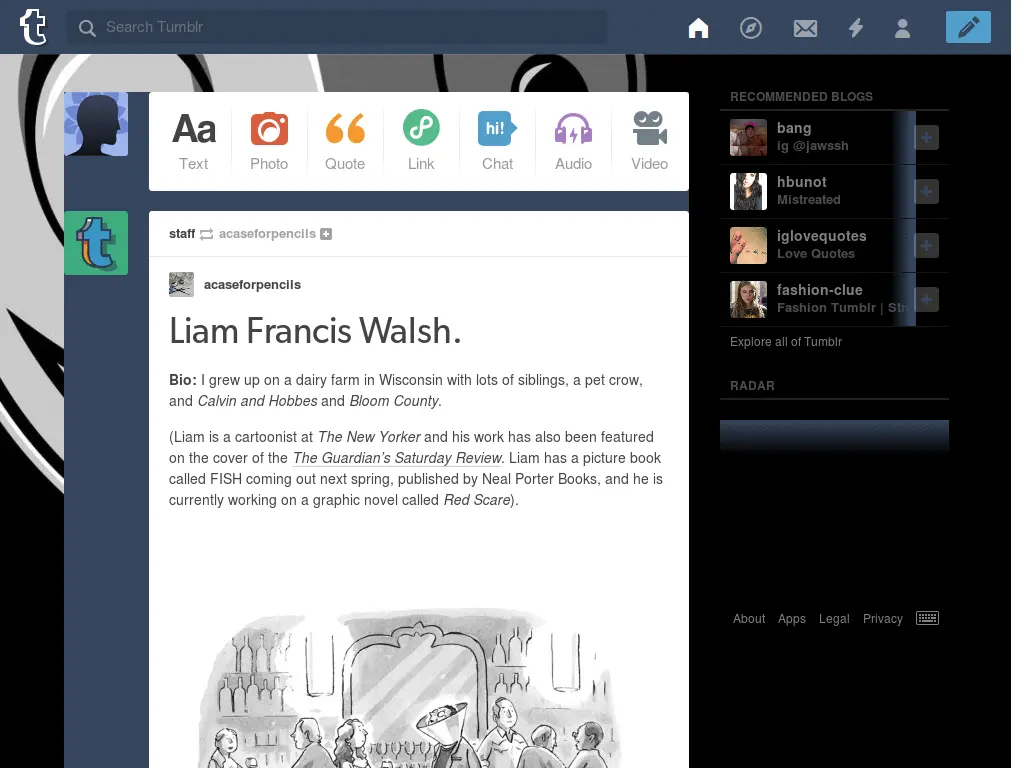 Search Tumblr
Aa
Text
Photo
Quote
Link
hi!
Chat
Audio
Video
staff acaseforpencils
acaseforpencils
Liam Francis Walsh.
Bio: I grew up on a dairy farm in Wisconsin with lots of siblings, a pet crow,
and Calvin and Hobbes and Bloom County.
(Liam is a cartoonist at The New Yorker and his work has also been featured
on the cover of the The Guardian’s Saturday Review. Liam has a picture book
called FISH coming out next spring, published by Neal Porter Books, and he is
currently working on a graphic novel called Red Scare).
RECOMMENDED BLOGS
bang
ig @jawssh
hbunot
Mistreated
iglovequotes
Love Quotes
fashion-clue
Fashion Tumblr | Str
Explore all of Tumblr
RADAR
About Apps Legal Privacy